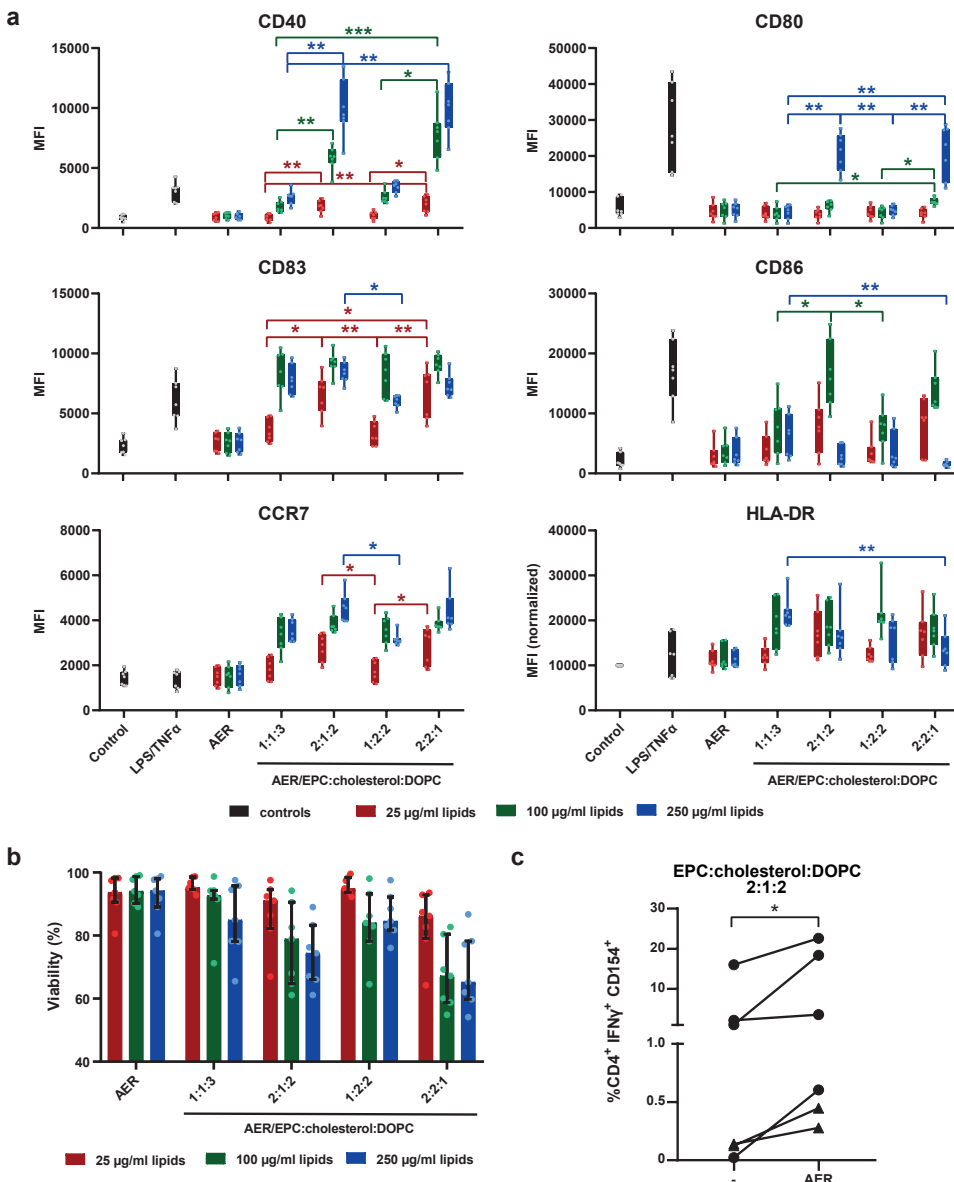 a
CD40
MFI
15000
10000
5000
0
***
**
**
*
**
**
**
*
CD80
MFI
50000
40000
30000
20000
10000
0
**
**
**
**
*
*
CD83
MFI
15000
10000
5000
0
*
*
*
**
**
CD86
MFI
30000
20000
10000
0
**
*
*
CCR7
MFI
8000
6000
4000
2000
0
*
*
*
Control
LPS/TNFα
AER
1:1:3
2:1:2
1:2:2
2:2:1
AER/EPC:cholesterol:DOPC
HLA-DR
MFI (normalized)
40000
30000
20000
10000
0
**
Control
LPS/TNFα
AER
1:1:3
2:1:2
1:2:2
2:2:1
AER/EPC:cholesterol:DOPC
controls 25 µg/ml lipids 100 µg/ml lipids 250 µg/ml lipids
b
Viability (%)
100
80
60
40
AER
1:1:3
2:1:2
1:2:2
2:2:1
AER/EPC:cholesterol:DOPC
25 µg/ml lipids 100 µg/ml lipids 250 µg/ml lipids
c
EPC:cholesterol:DOPC
2:1:2
%CD4⁺ IFNγ⁺ CD154⁺
30
20
10
1.0
0.5
0
*
- AER